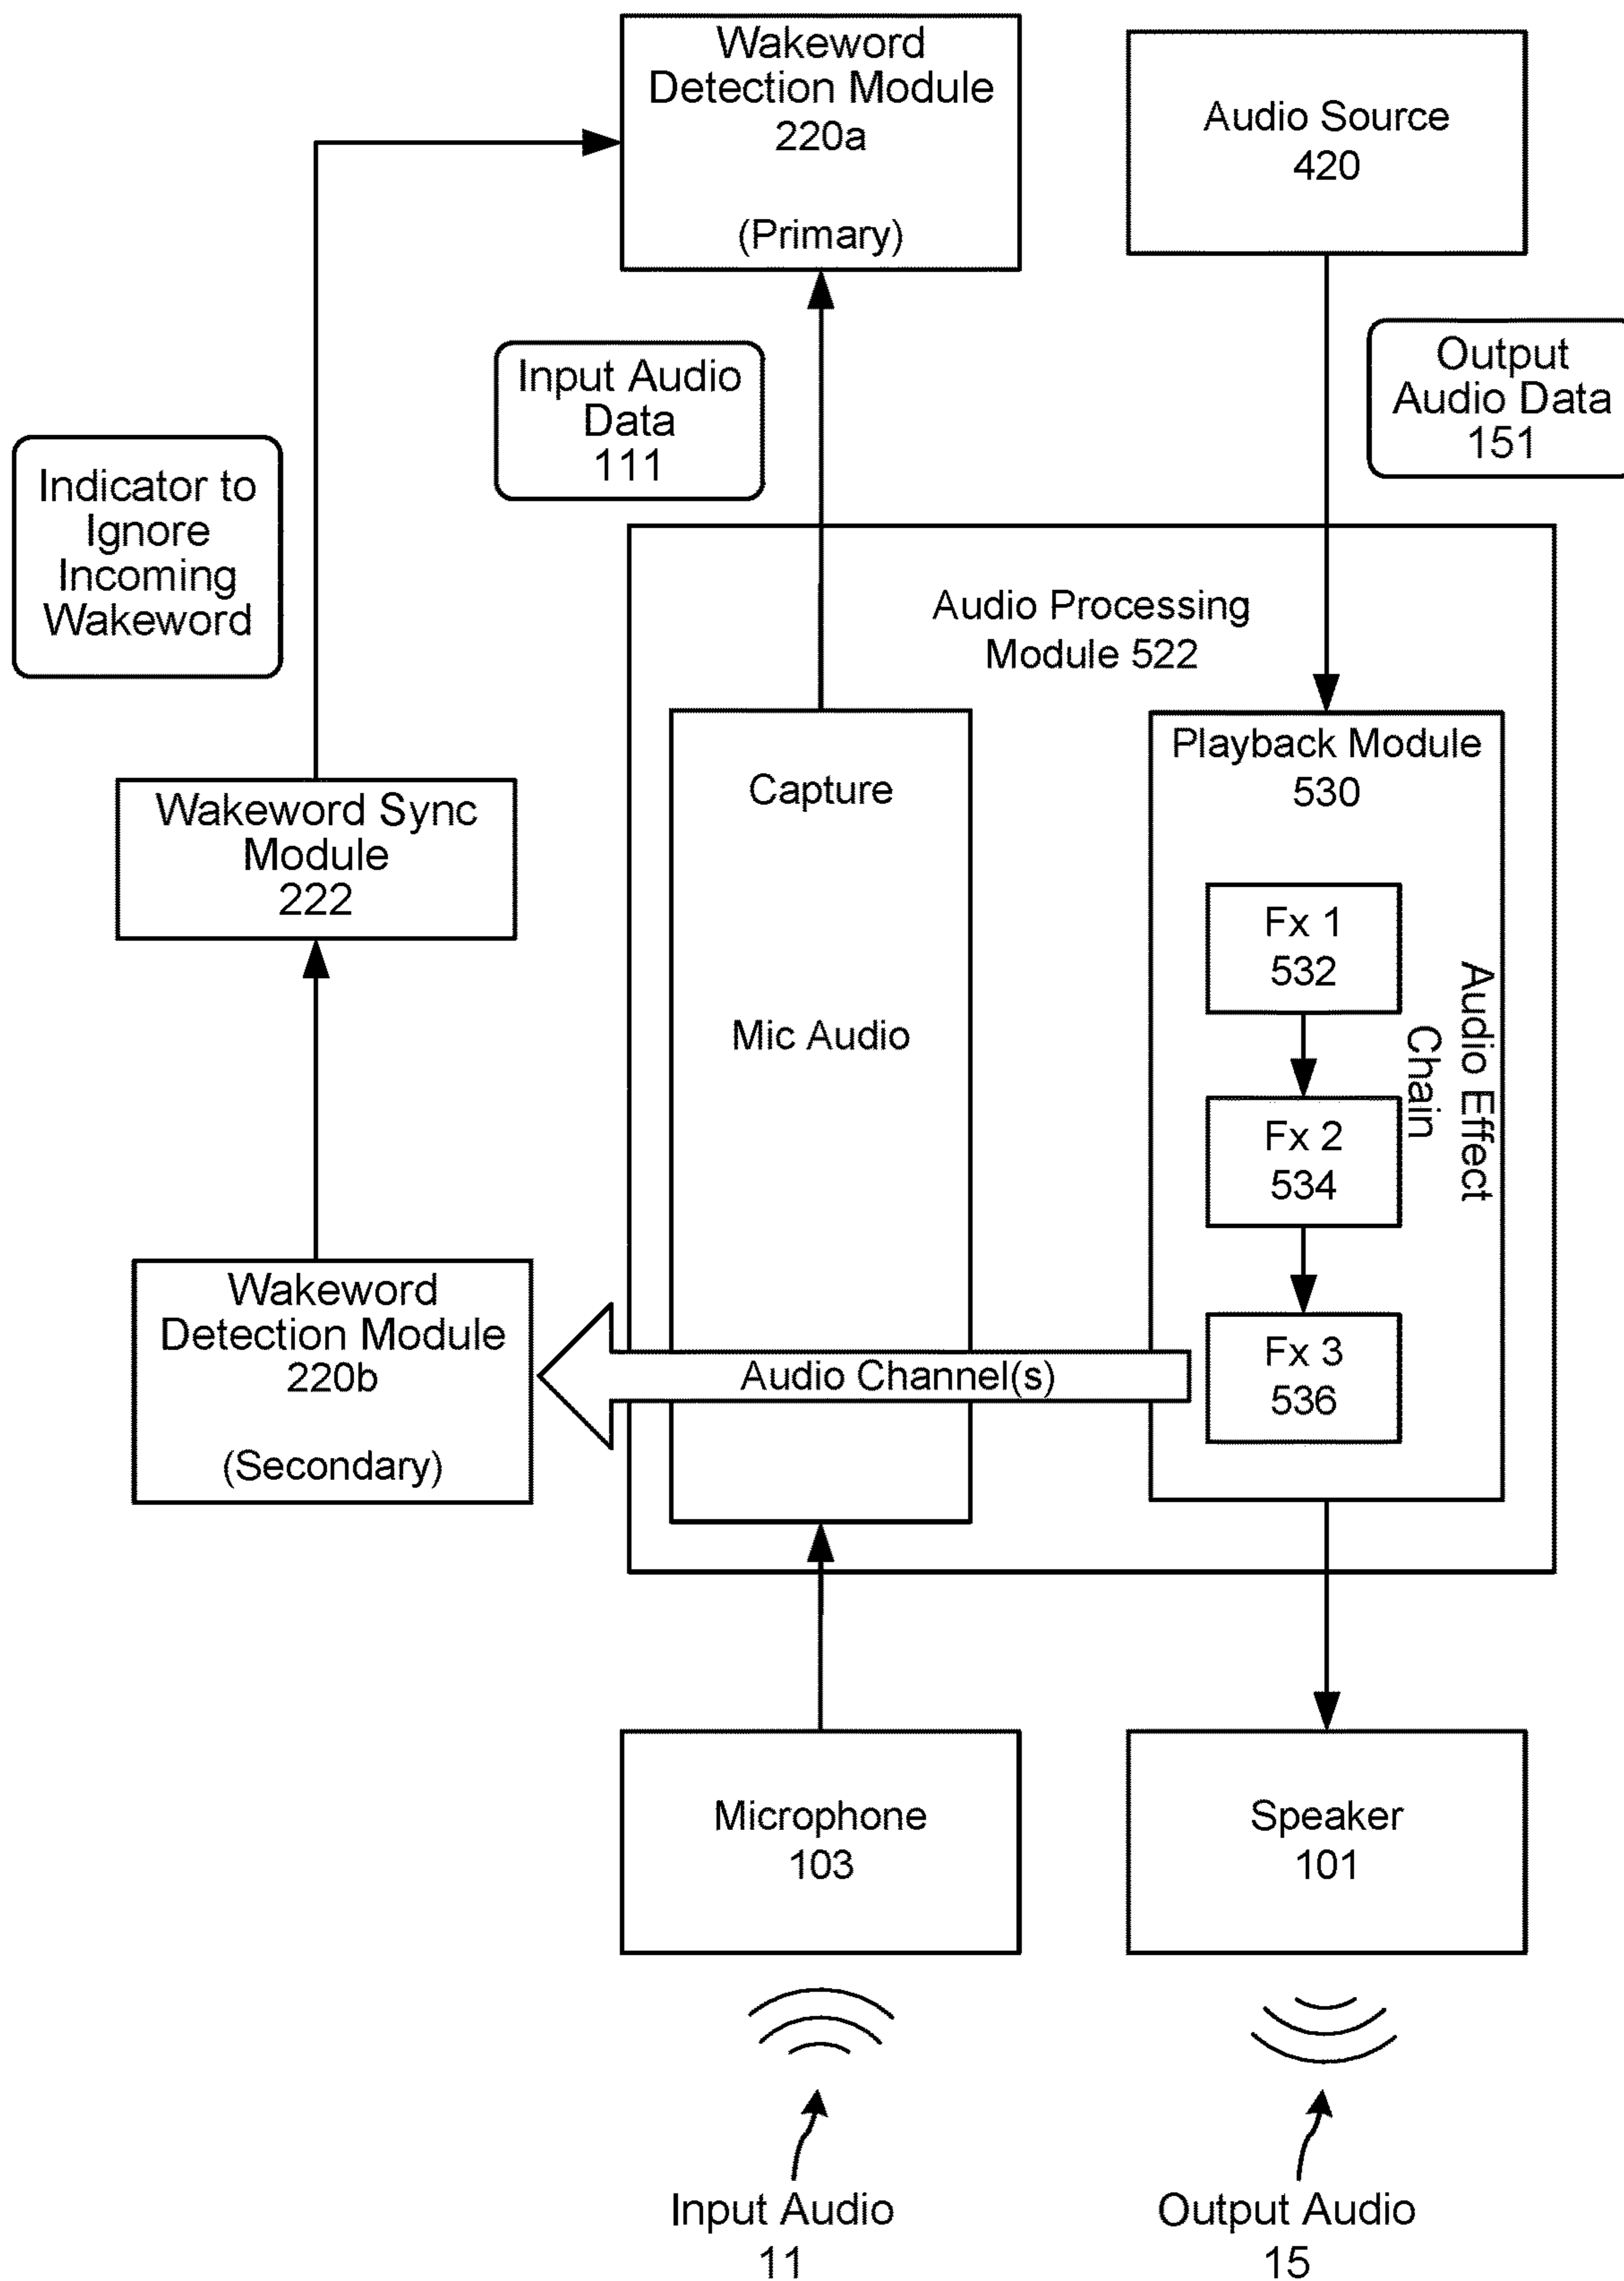 Wakeword
Detection Module
220a
(Primary)
Audio Source
420
Input Audio
Data
111
Output
Audio Data
151
Indicator to
Ignore
Incoming
Wakeword
Audio Processing
Module 522
Capture
Mic Audio
Playback Module
530
Wakeword Sync
Module
222
Fx 1
532
Fx 2
534
Fx 3
536
Audio Effect
Chain
Wakeword
Detection Module
220b
(Secondary)
Audio Channel(s)
Microphone
103
Speaker
101
Input Audio
11
Output Audio
15